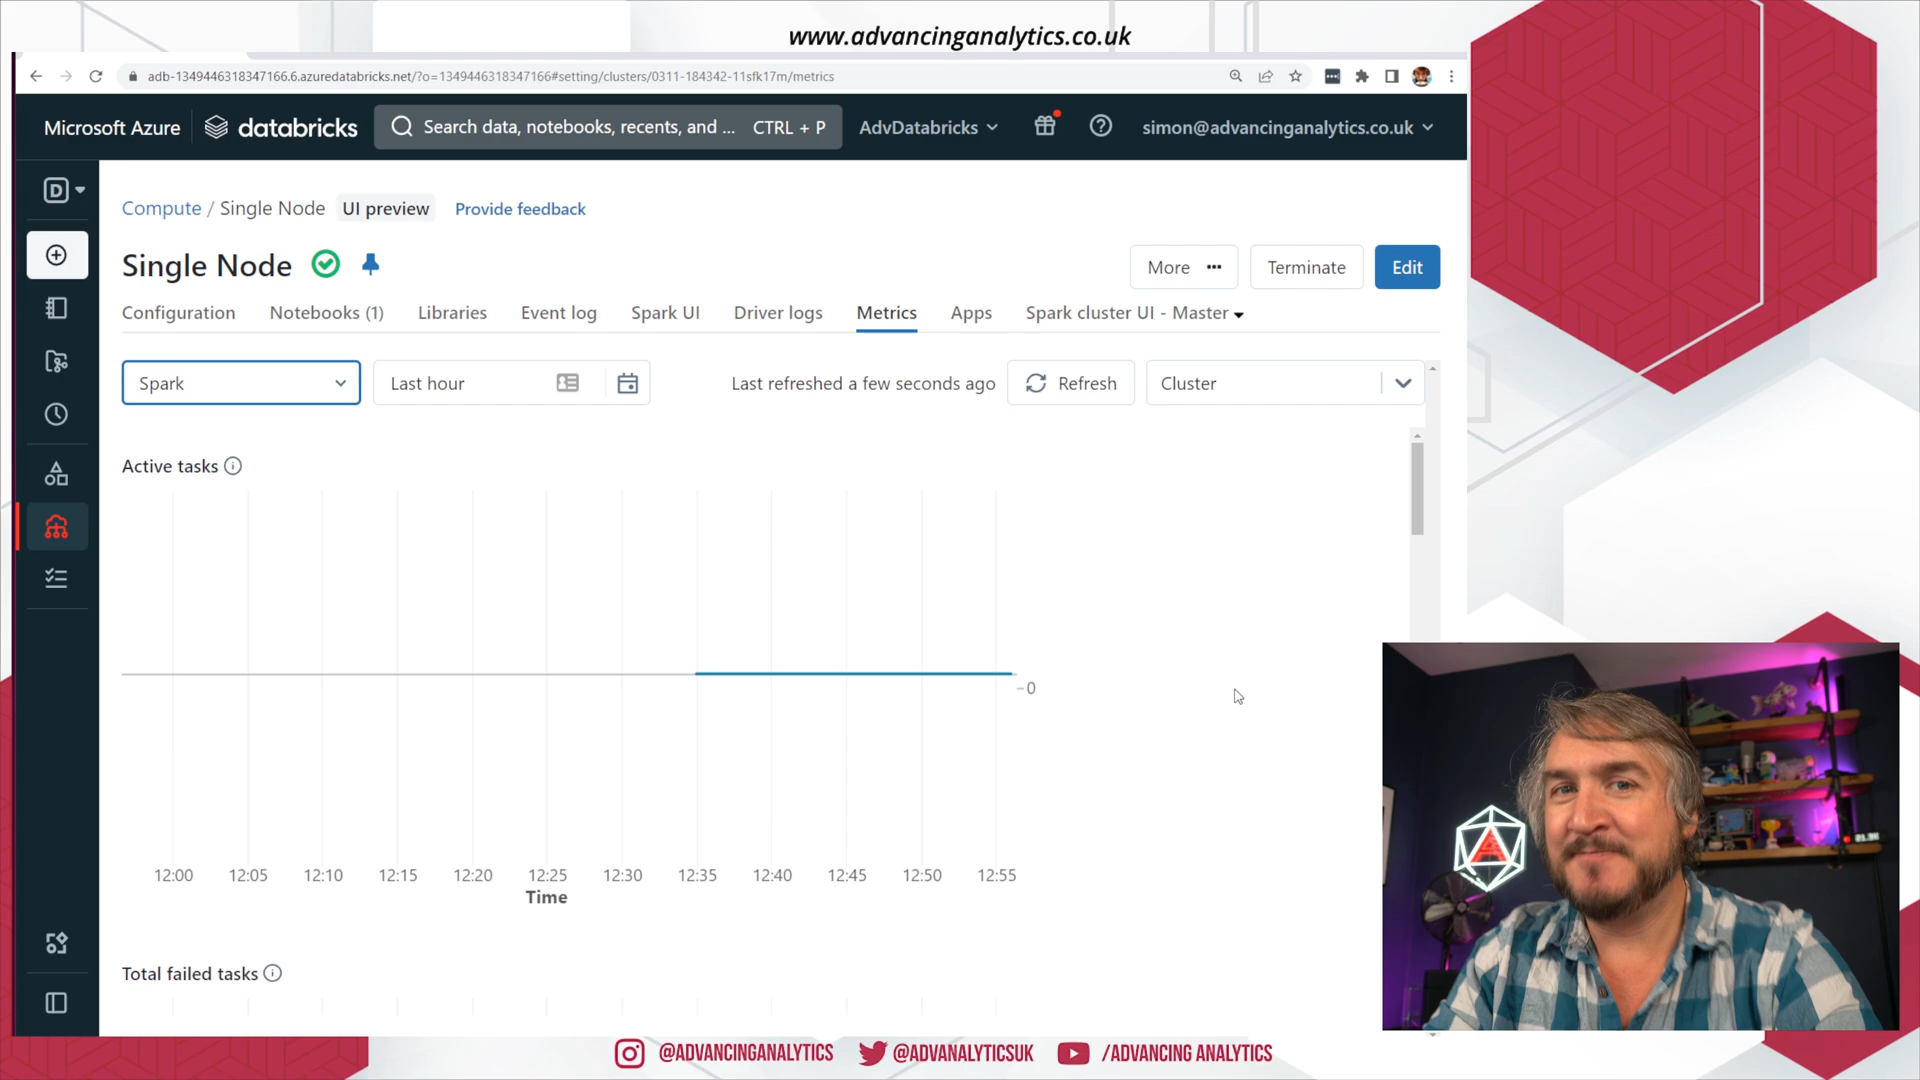 www.advancinganalytics.co.uk
adb-1349446318347166.6.azuredatabricks.net/?o=1349446318347166#setting/clusters/0311-184342-11sfk17m/metrics
Microsoft Azure databricks Search data, notebooks, recents, and ... CTRL + P AdvDatabricks simon@advancinganalytics.co.uk
D
Compute / Single Node UI preview Provide feedback
Single Node More ... Terminate Edit
Configuration Notebooks (1) Libraries Event log Spark UI Driver logs Metrics Apps Spark cluster UI - Master
Spark Last hour Last refreshed a few seconds ago Refresh Cluster
Active tasks
0
12:00 12:05 12:10 12:15 12:20 12:25 12:30 12:35 12:40 12:45 12:50 12:55
Time
Total failed tasks
A
@ADVANCINGANALYTICS @ADVANALYTICSUK /ADVANCING ANALYTICS